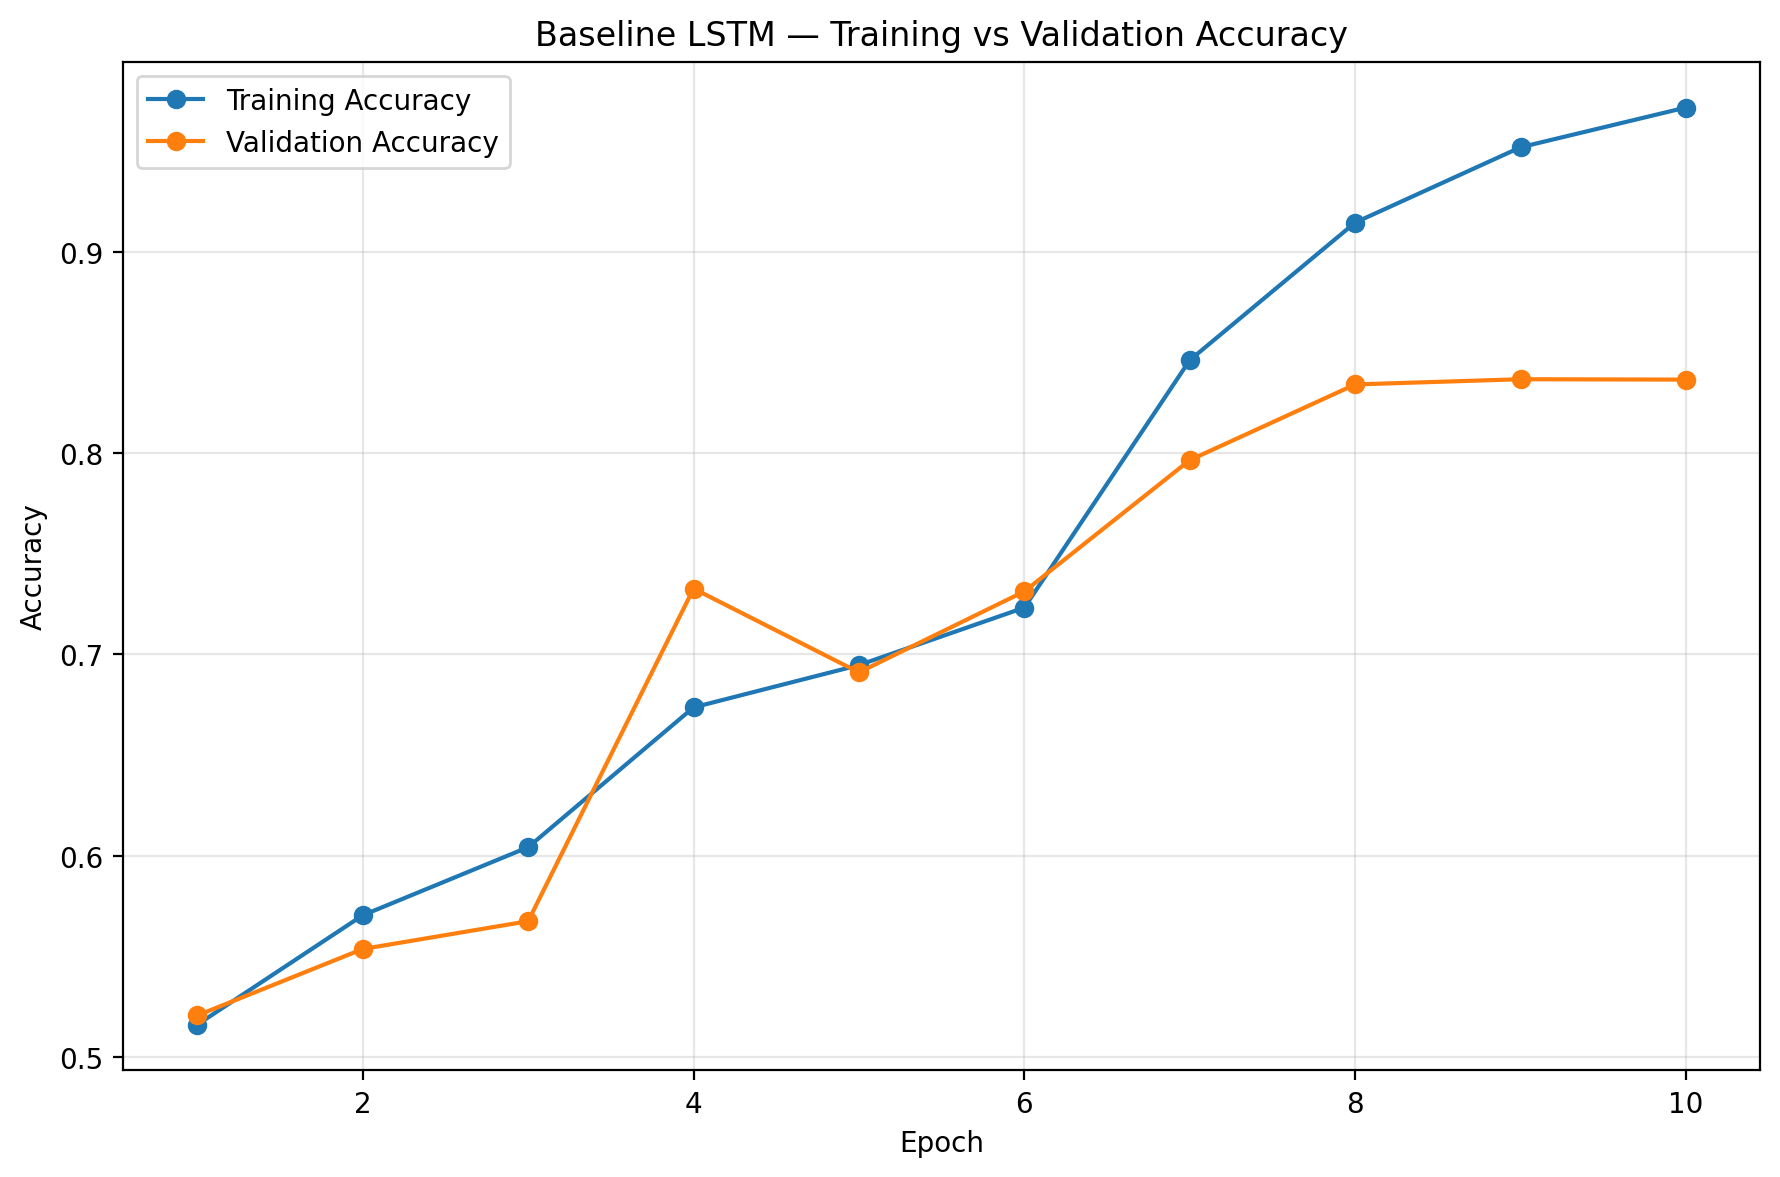 Baseline LSTM — Training vs Validation Accuracy
Training Accuracy
Validation Accuracy
0.9
0.8
0.7
0.6
0.5
Accuracy
2
4
6
8
10
Epoch